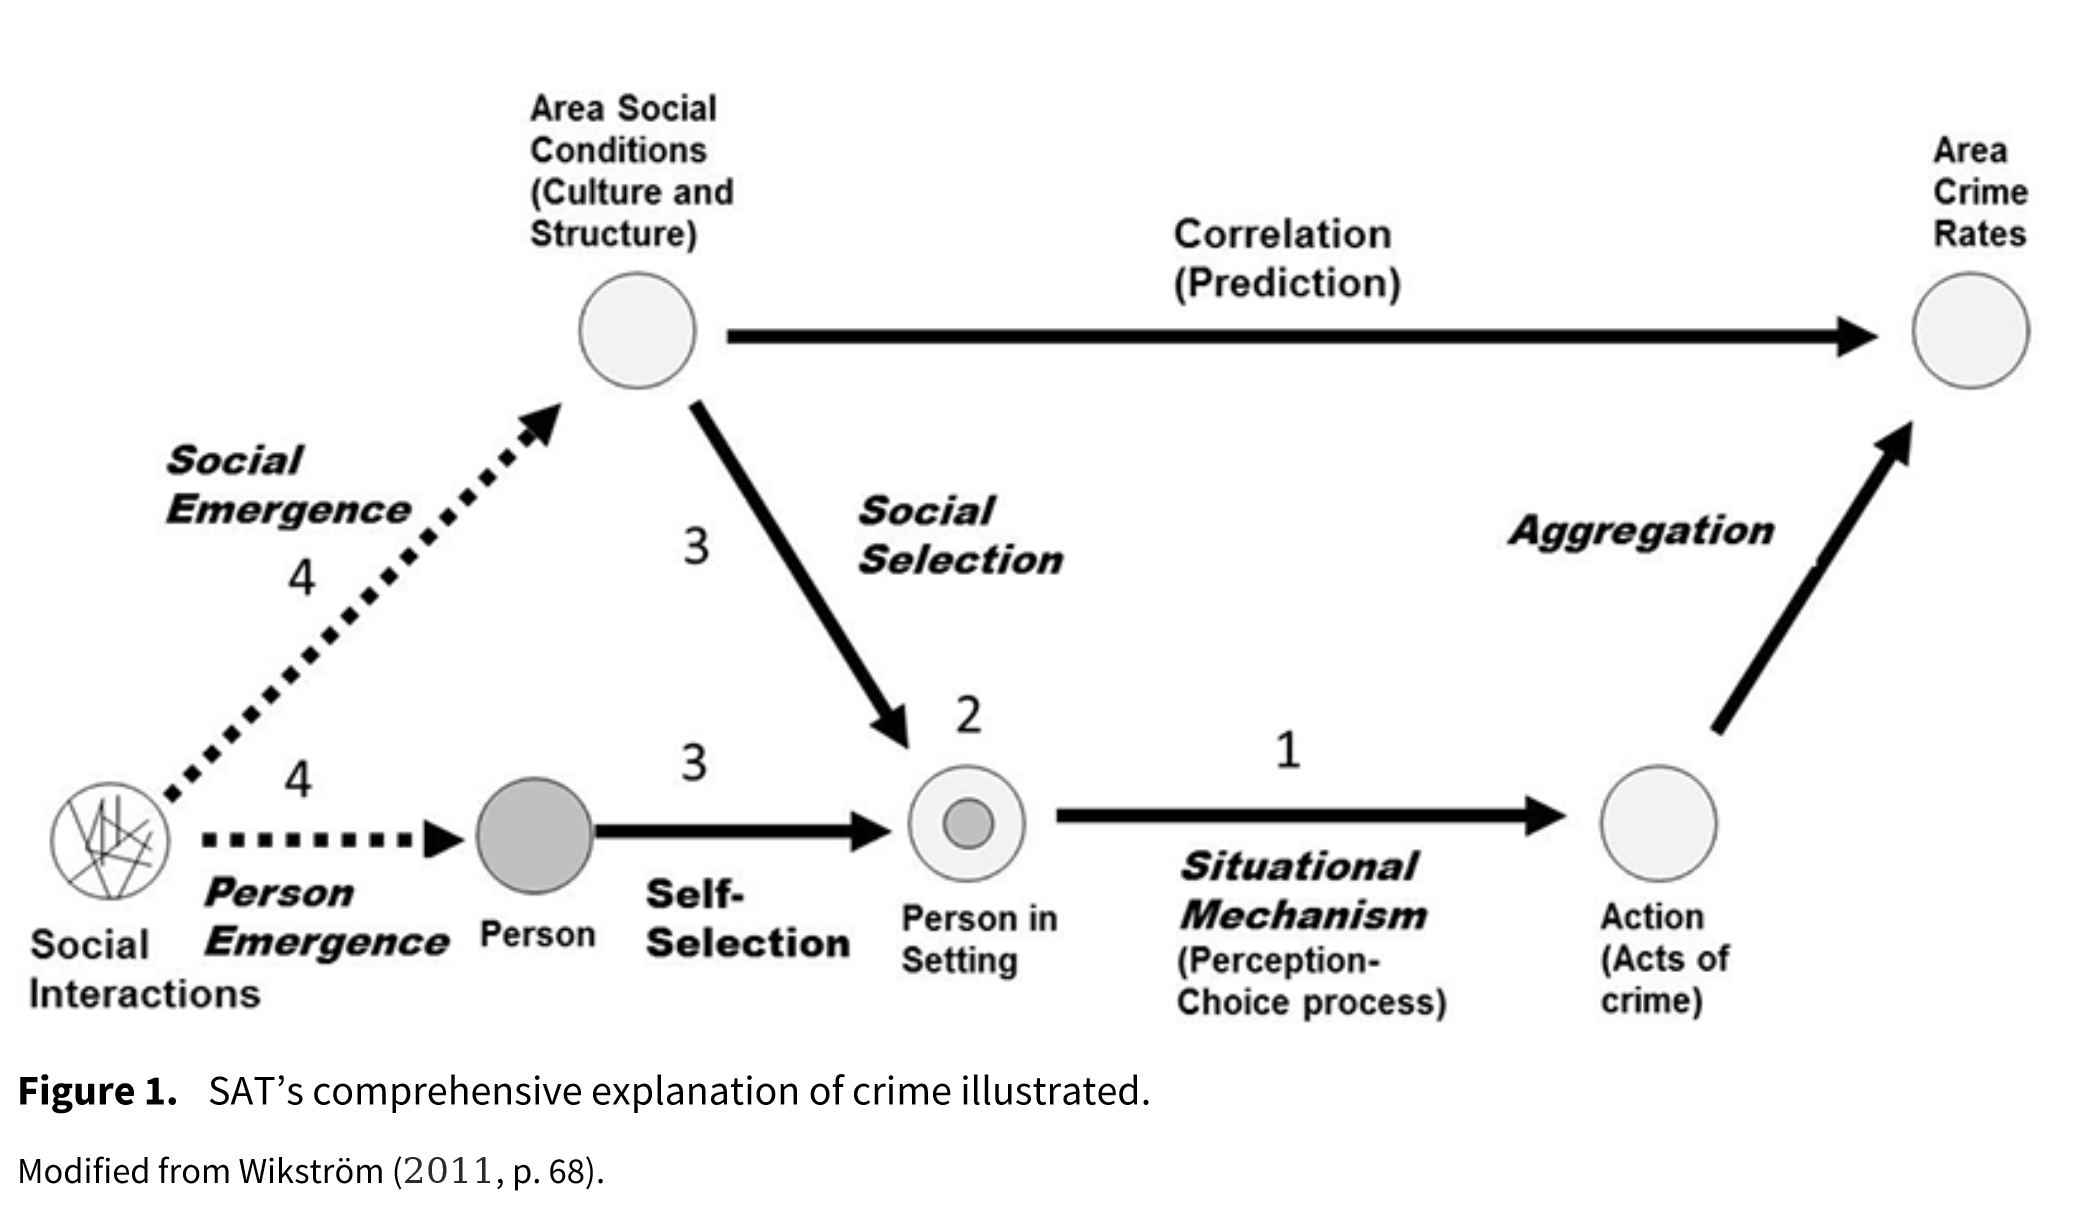 Area Social
Conditions
(Culture and
Structure)
Area
Crime
Rates
Correlation
(Prediction)
Social
Emergence
4
3
Social
Selection
Aggregation
4
3
2
1
Person
Emergence
Person
Self-
Selection
Person in
Setting
Situational
Mechanism
(Perception-
Choice process)
Action
(Acts of
crime)
Social
Interactions
Figure 1. SAT’s comprehensive explanation of crime illustrated.
Modified from Wikström (2011, p. 68).